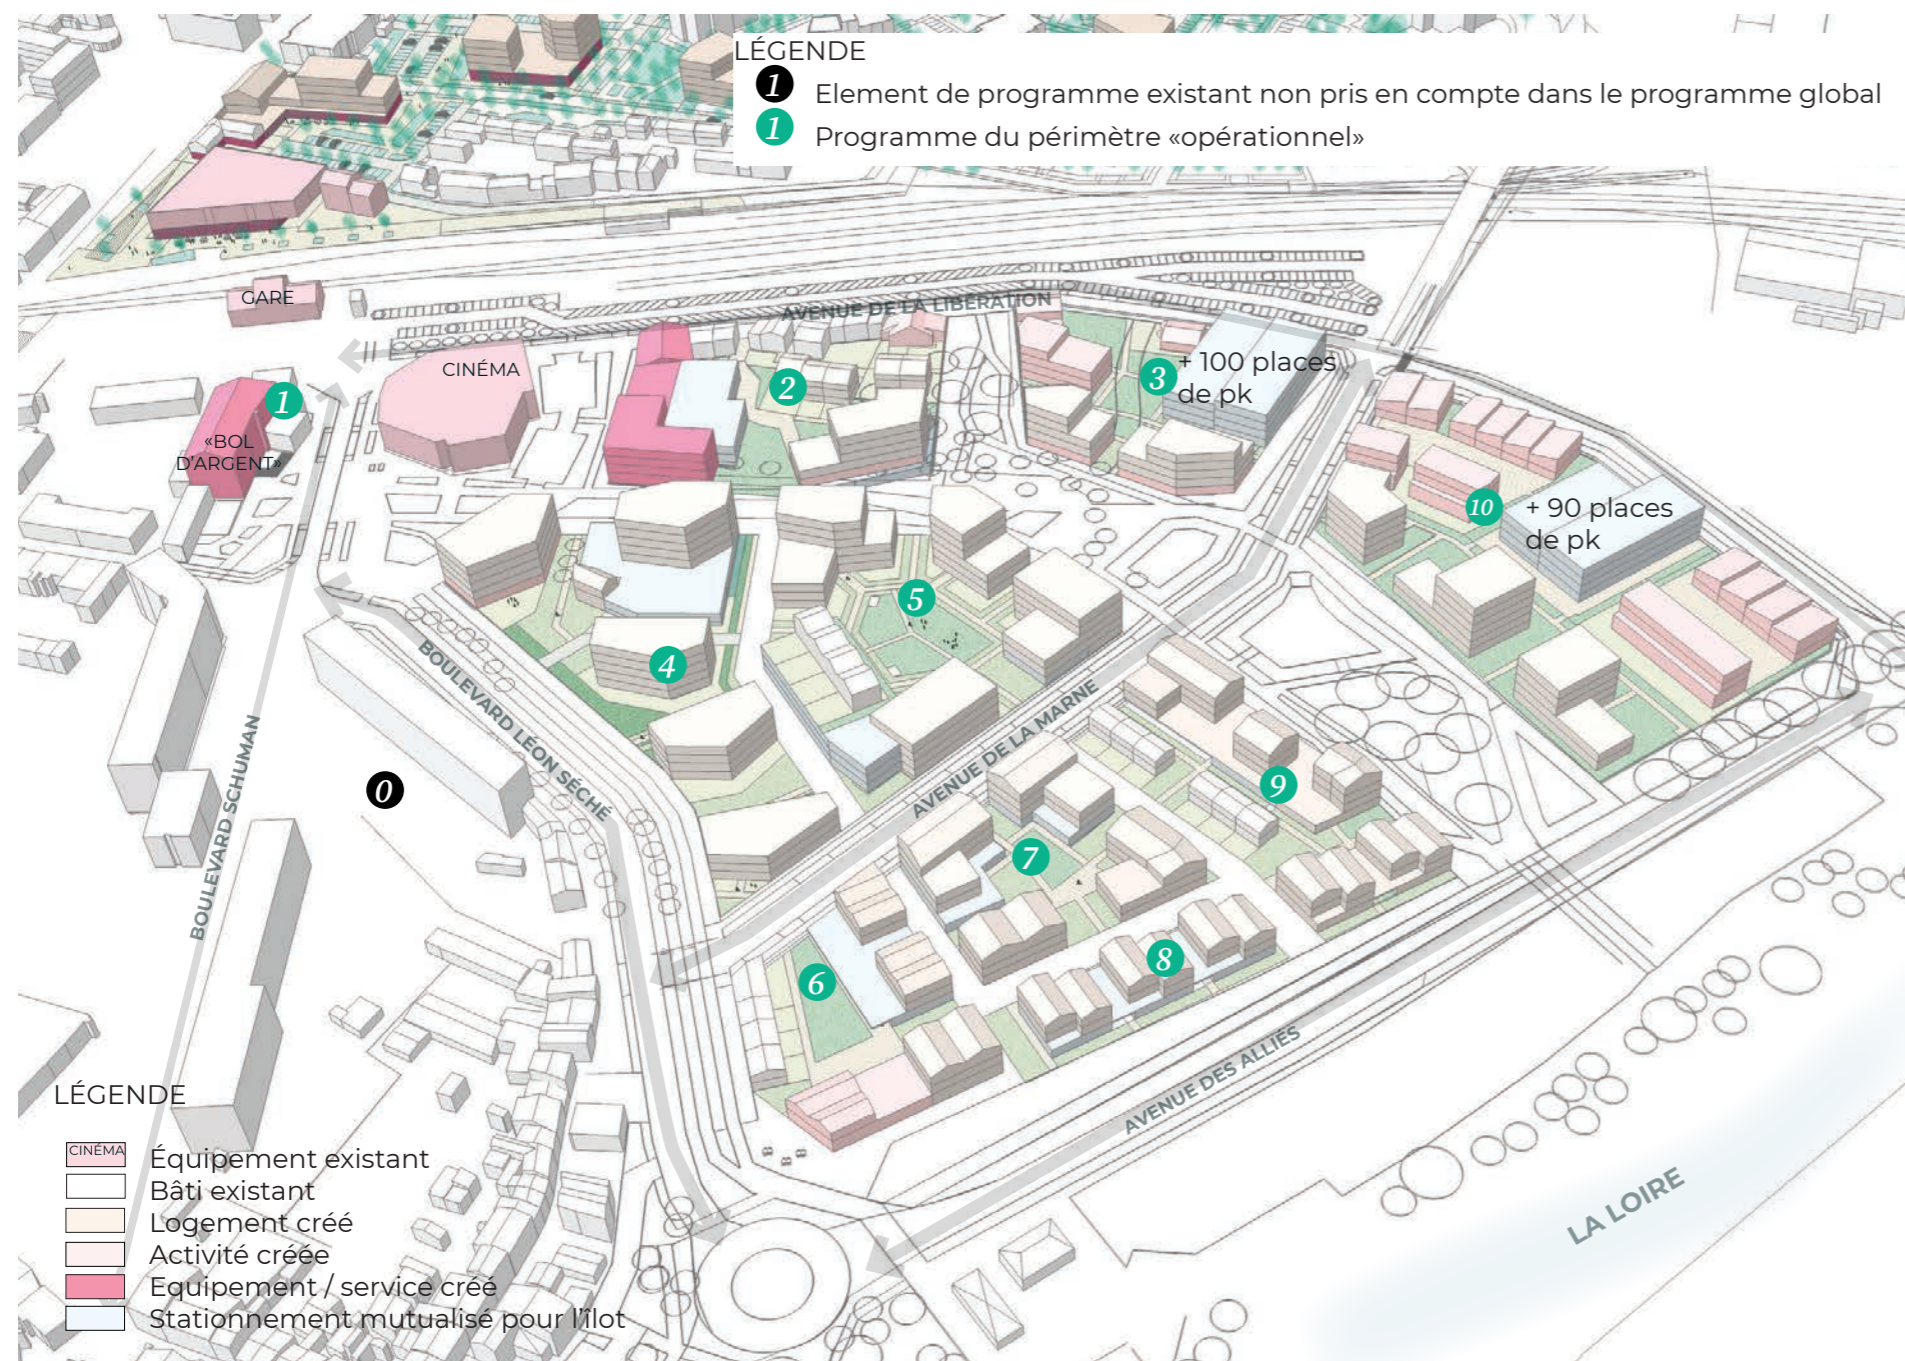 LÉGENDE
1 Element de programme existant non pris en compte dans le programme global
1 Programme du périmètre «opérationnel»
GARE
AVENUE DE LA LIBÉRATION
CINÉMA
1
«BOL
D'ARGENT»
2
3
+ 100 places
de pk
10
+ 90 places
de pk
4
5
BOULEVARD LÉON SÉCHÉ
BOULEVARD SCHUMAN
0
AVENUE DE LA MARNE
9
7
8
6
AVENUE DES ALLIÉS
LA LOIRE
LÉGENDE
CINÉMA Équipement existant
Bâti existant
Logement créé
Activité créée
Equipement / service créé
Stationnement mutualisé pour l'îlot